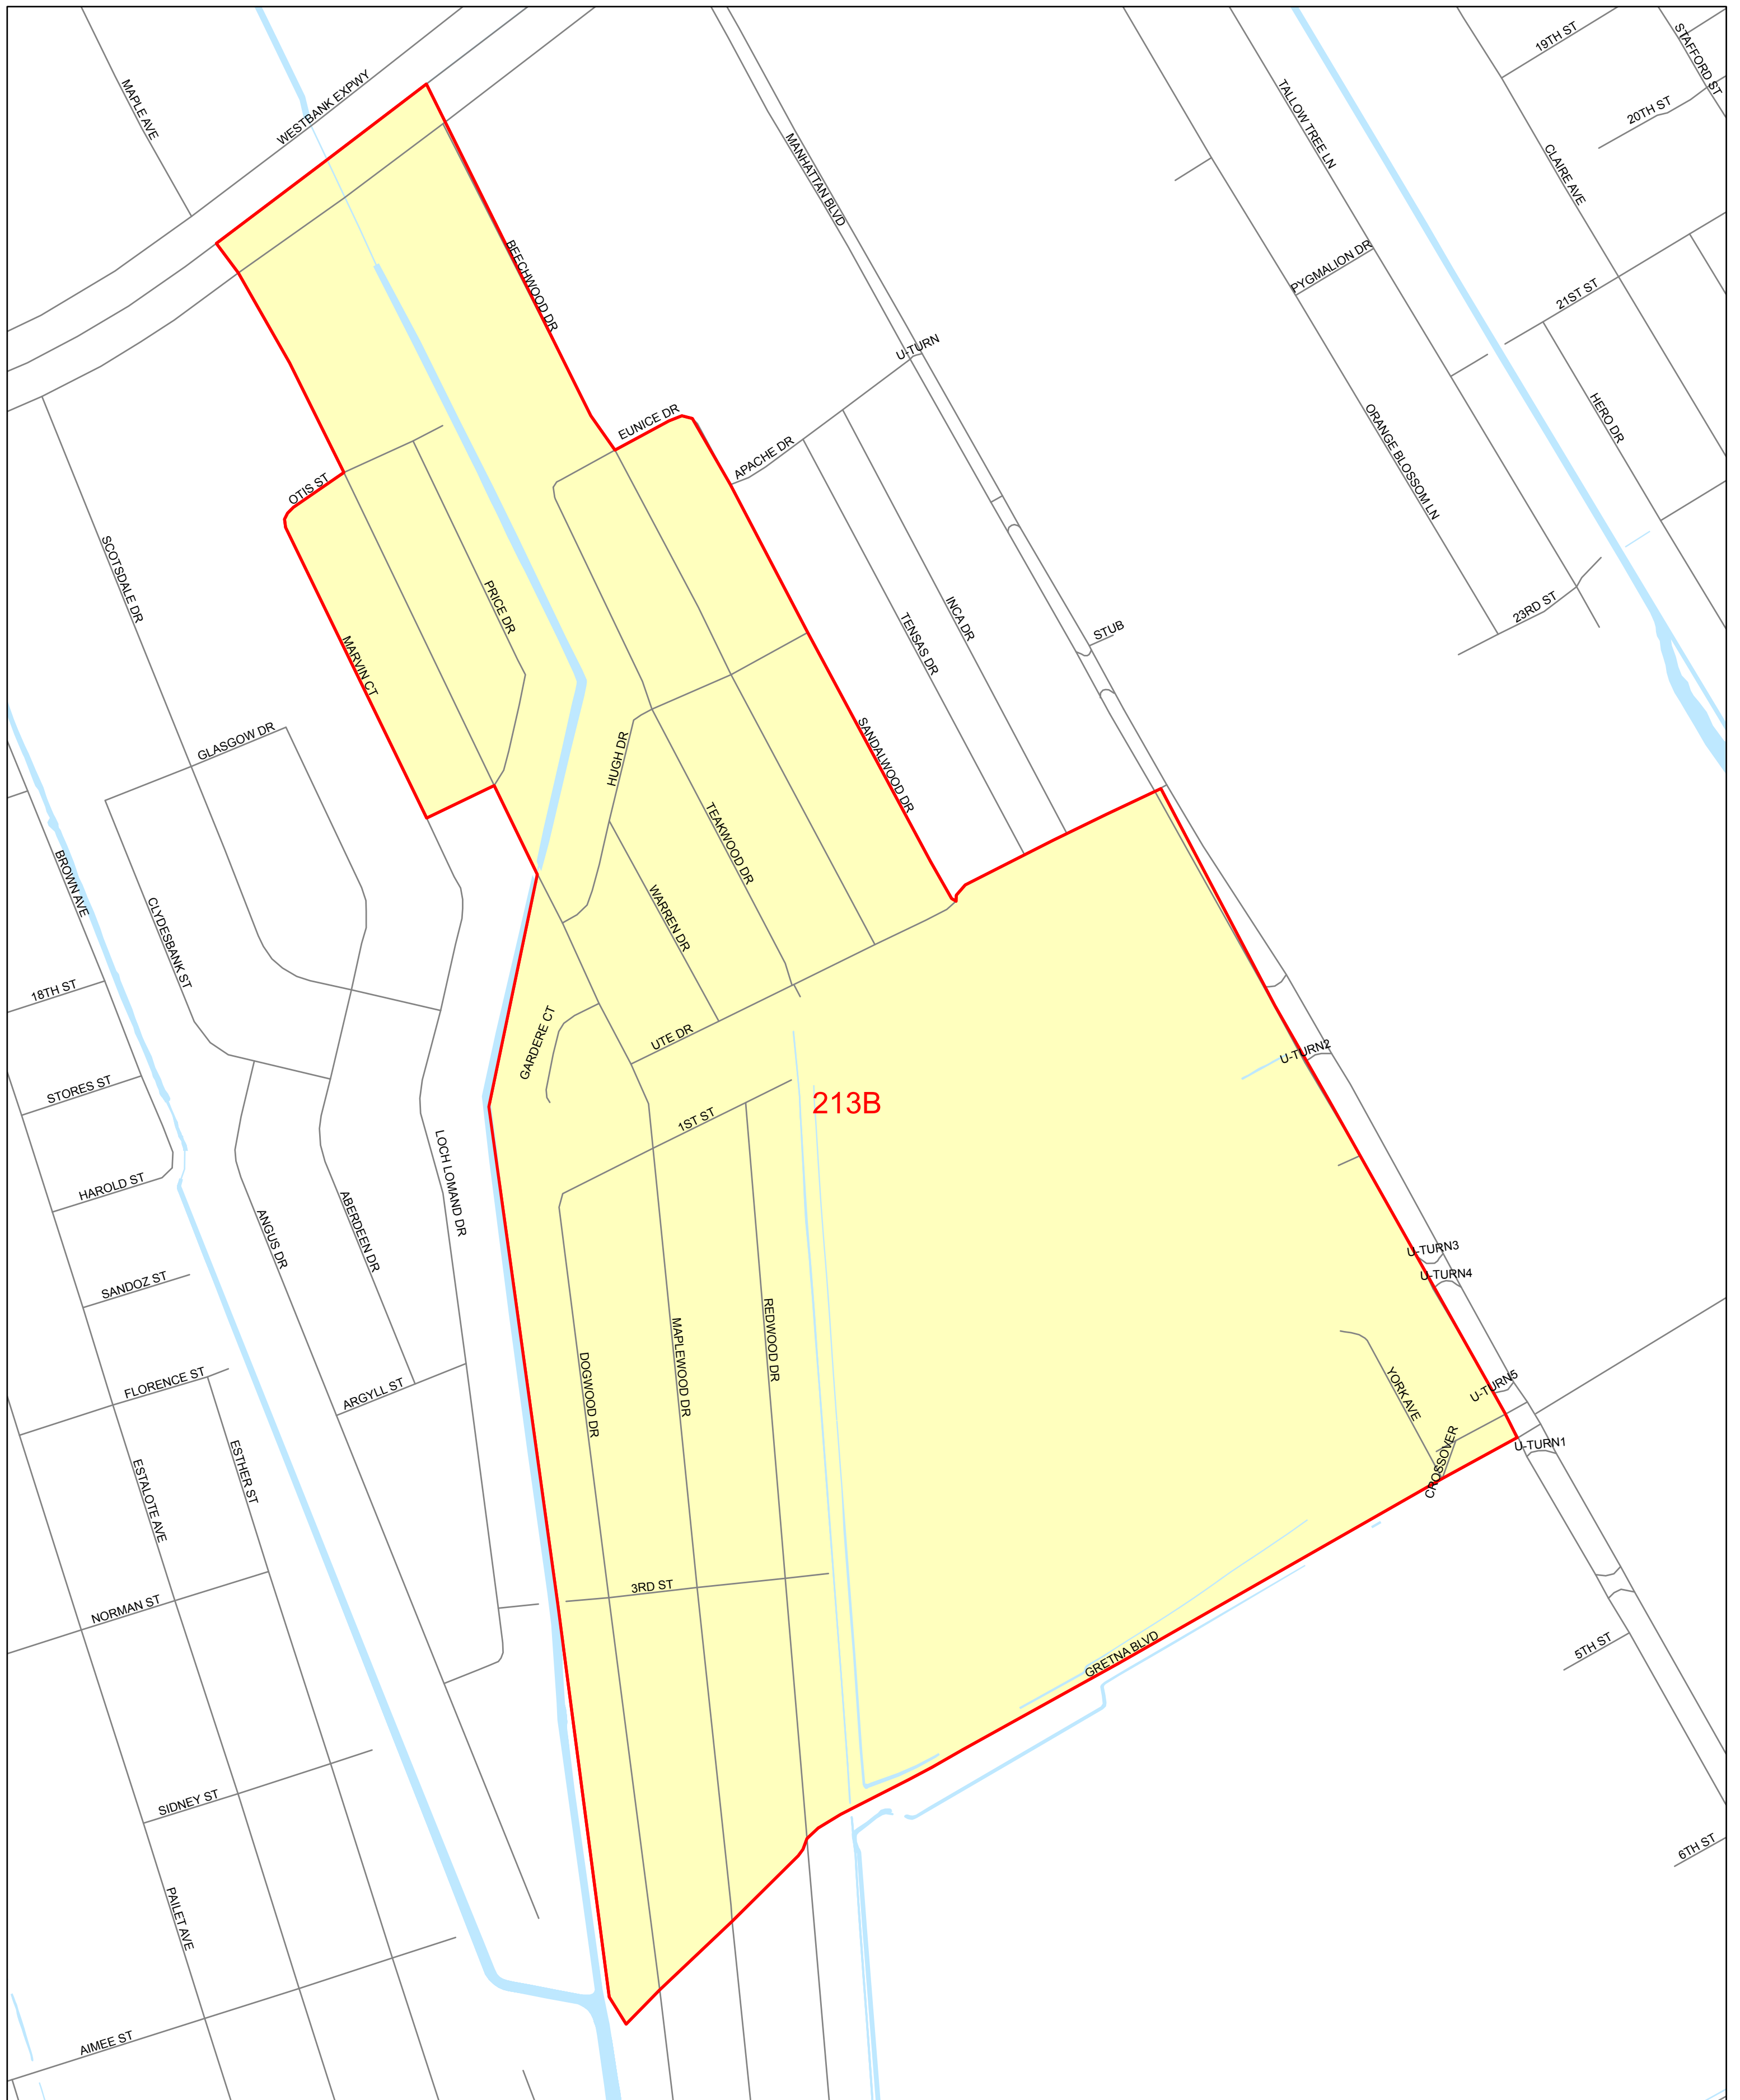 19TH ST
STAFFORD ST
MAPLE AVE
WESTBANK EXPWY
20TH ST
TALLOW TREE LN
MANHATTAN BLVD
CLAIRE AVE
BEECHWOOD DR
PYGMALION DR
21ST ST
U-TURN
EUNICE DR
HERO DR
ORANGE BLOSSOM LN
APACHE DR
OTIS ST
SCOTSDALE DR
PRICE DR
23RD ST
INCA DR
STUB
TENSAS DR
MARVIN CT
GLASGOW DR
HUGH DR
SANDALWOOD DR
TEAKWOOD DR
BROWN AVE
WARREN DR
CLYDESBANK ST
18TH ST
GARDERE CT
UTE DR
U-TURN2
STORES ST
213B
1ST ST
LOCH LOMAND DR
HAROLD ST
ABERDEEN DR
ANGUS DR
U-TURN3
U-TURN4
SANDOZ ST
REDWOOD DR
MAPLEWOOD DR
DOGWOOD DR
FLORENCE ST
ARGYLL ST
YORK AVE
U-TURN5
U-TURN1
CROSSOVER
ESTHER ST
ESTALOTE AVE
3RD ST
NORMAN ST
5TH ST
GRETNA BLVD
SIDNEY ST
6TH ST
PAILET AVE
AIMEE ST